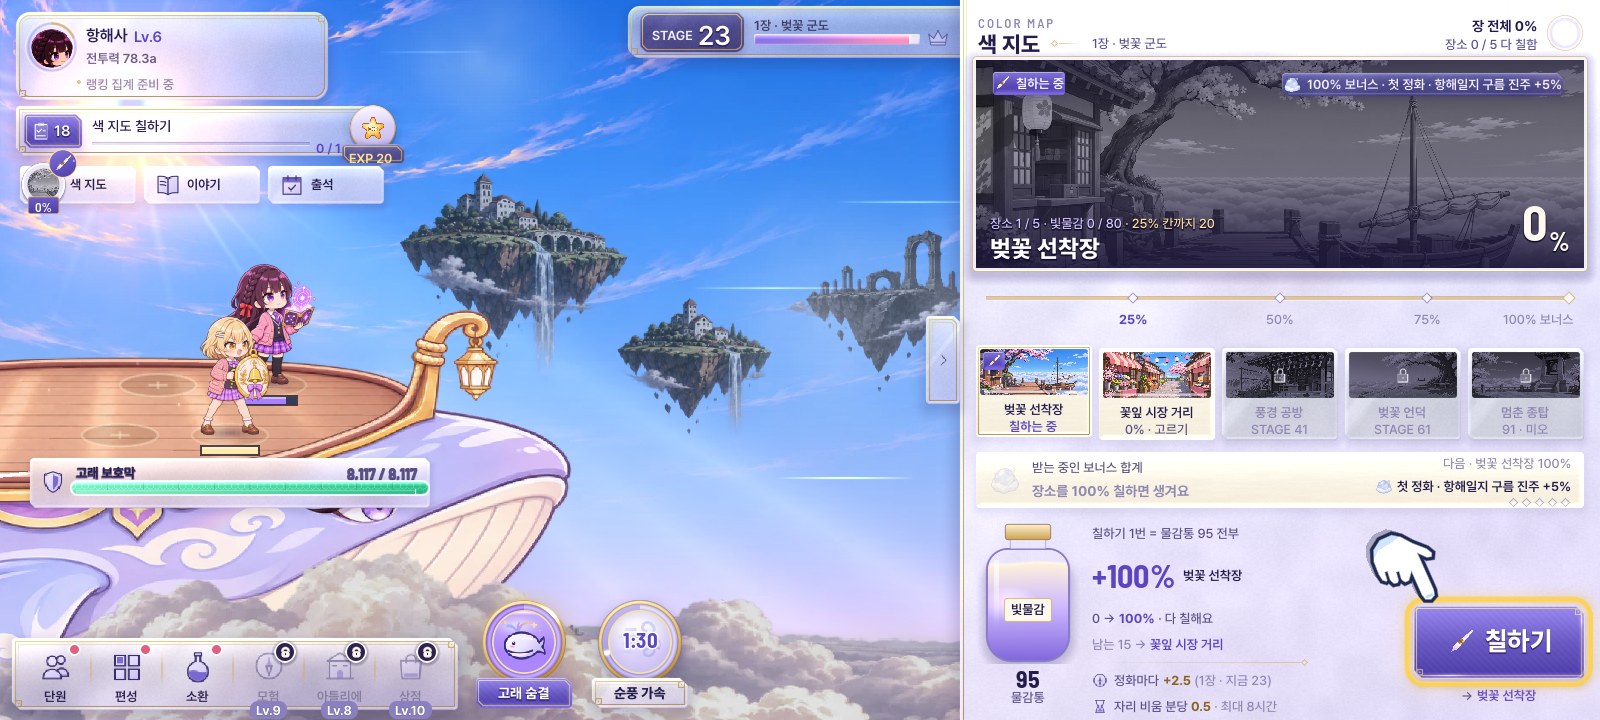 항해사 Lv.6
전투력 78.3a
랭킹 집계 준비 중
18 색 지도 칠하기
0 / 1
EXP 20
색 지도
0%
이야기
출석
STAGE 23
1장 · 벚꽃 군도
고래 보호막 8,117 / 8,117
단원
편성
소환
모험
Lv.9
아틀리에
Lv.8
상점
Lv.10
고래 숨결
1:30
순풍 가속
COLOR MAP
색 지도
1장 · 벚꽃 군도
장 전체 0%
장소 0 / 5 다 칠함
칠하는 중
100% 보너스 · 첫 정화 · 항해일지 구름 진주 +5%
장소 1 / 5 · 빛물감 0 / 80 · 25% 칸까지 20
벚꽃 선착장
0%
25%
50%
75%
100% 보너스
벚꽃 선착장
칠하는 중
꽃잎 시장 거리
0% · 고르기
풍경 공방
STAGE 41
벚꽃 언덕
STAGE 61
멈춘 종탑
91 · 미오
받는 중인 보너스 합계
장소를 100% 칠하면 생겨요
다음 · 벚꽃 선착장 100%
첫 정화 · 항해일지 구름 진주 +5%
빛물감
95
물감통
칠하기 1번 = 물감통 95 전부
+100% 벚꽃 선착장
0 → 100% · 다 칠해요
남는 15 → 꽃잎 시장 거리
정화마다 +2.5 (1장 · 지금 23)
자리 비움 분당 0.5 · 최대 8시간
칠하기
→ 벚꽃 선착장